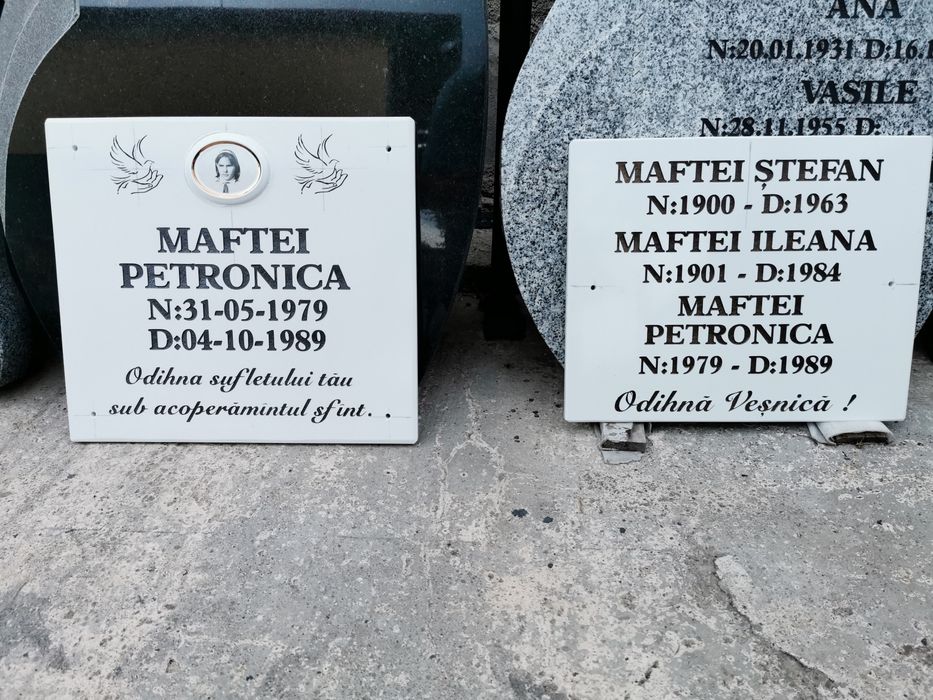 MAFTEI
PETRONICA
N:31-05-1979
D:04-10-1989
Odihna sufletului tău
sub acoperămîntul sfint.
ANA
N:20.01.1931 D:16.1
VASILE
N:28.11.1955 D:
MAFTEI ȘTEFAN
N:1900 - D:1963
MAFTEI ILEANA
N:1901 - D:1984
MAFTEI
PETRONICA
N:1979 - D:1989
Odihnă Veșnică !